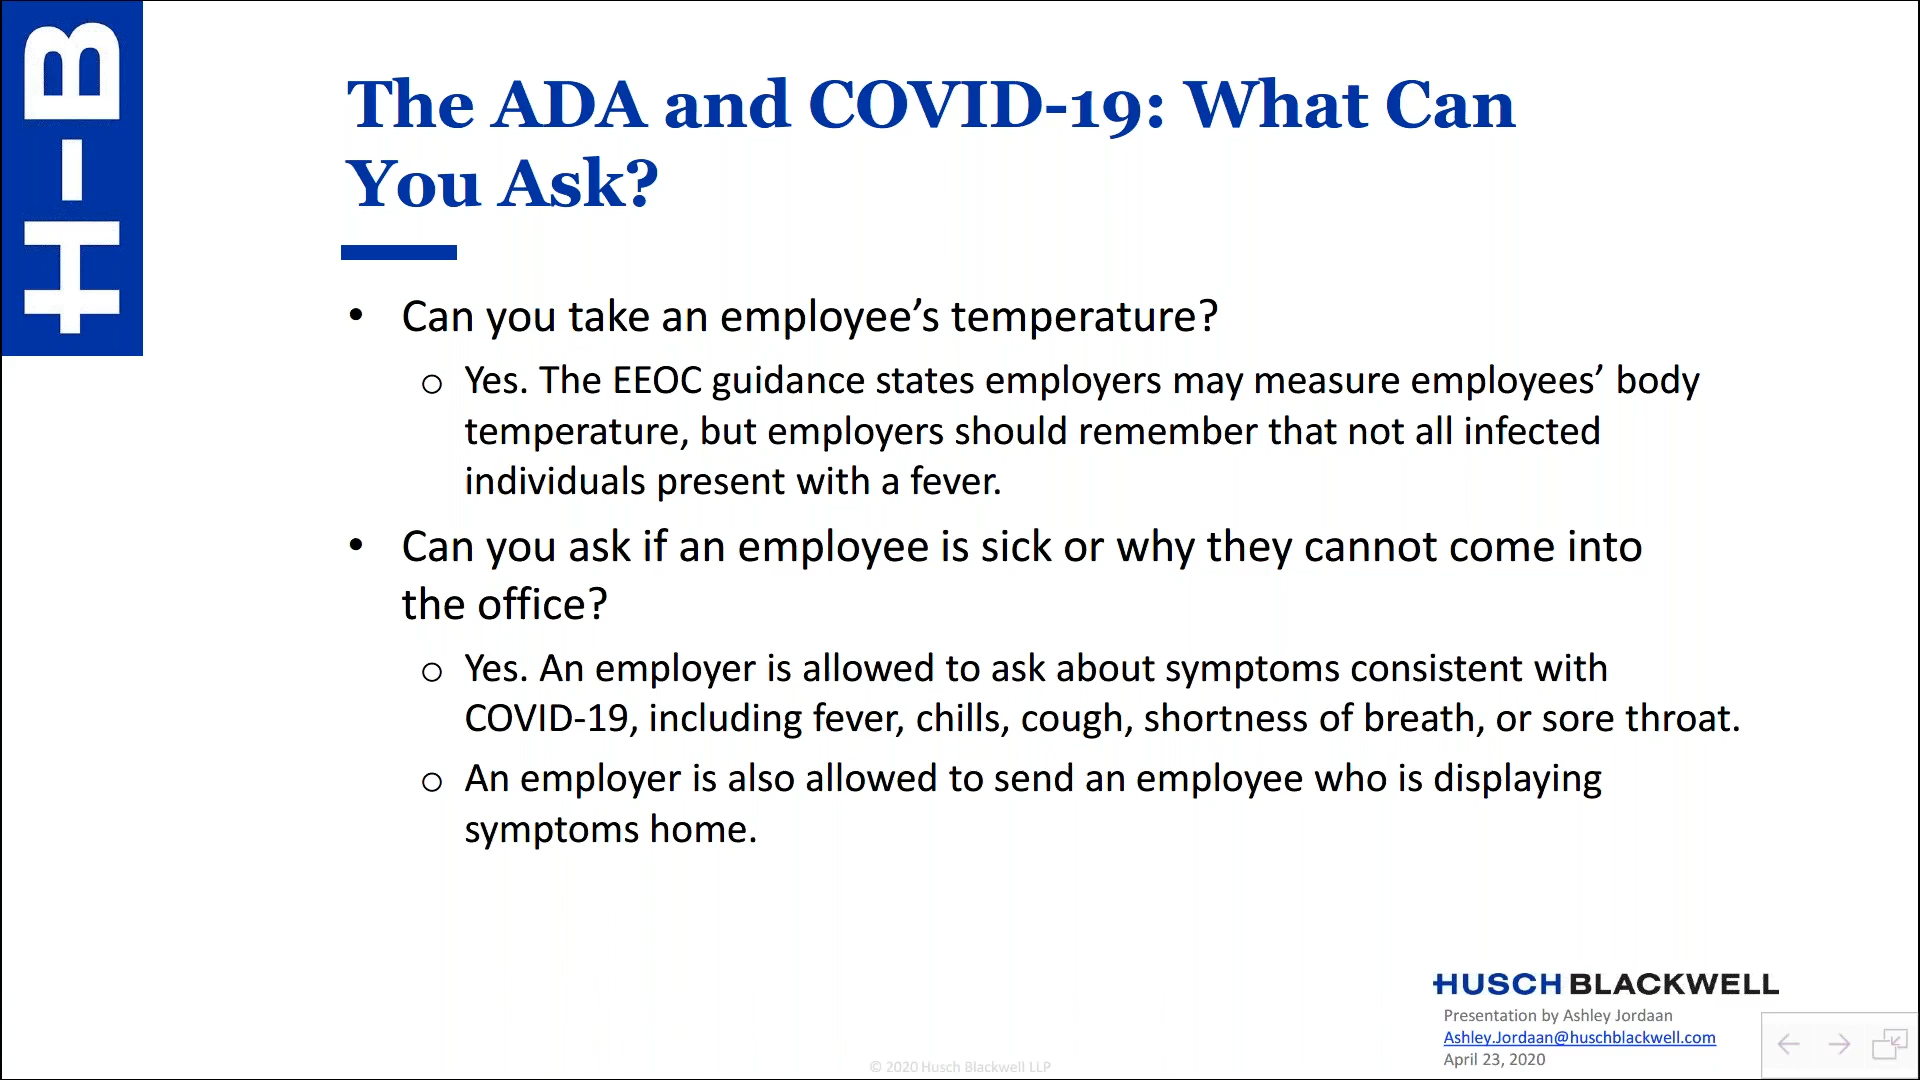 H-B
The ADA and COVID-19: What Can
You Ask?
• Can you take an employee’s temperature?
o Yes. The EEOC guidance states employers may measure employees’ body
temperature, but employers should remember that not all infected
individuals present with a fever.
• Can you ask if an employee is sick or why they cannot come into
the office?
o Yes. An employer is allowed to ask about symptoms consistent with
COVID-19, including fever, chills, cough, shortness of breath, or sore throat.
o An employer is also allowed to send an employee who is displaying
symptoms home.
HUSCH BLACKWELL
Presentation by Ashley Jordaan
Ashley.Jordaan@huschblackwell.com
April 23, 2020
© 2020 Husch Blackwell LLP